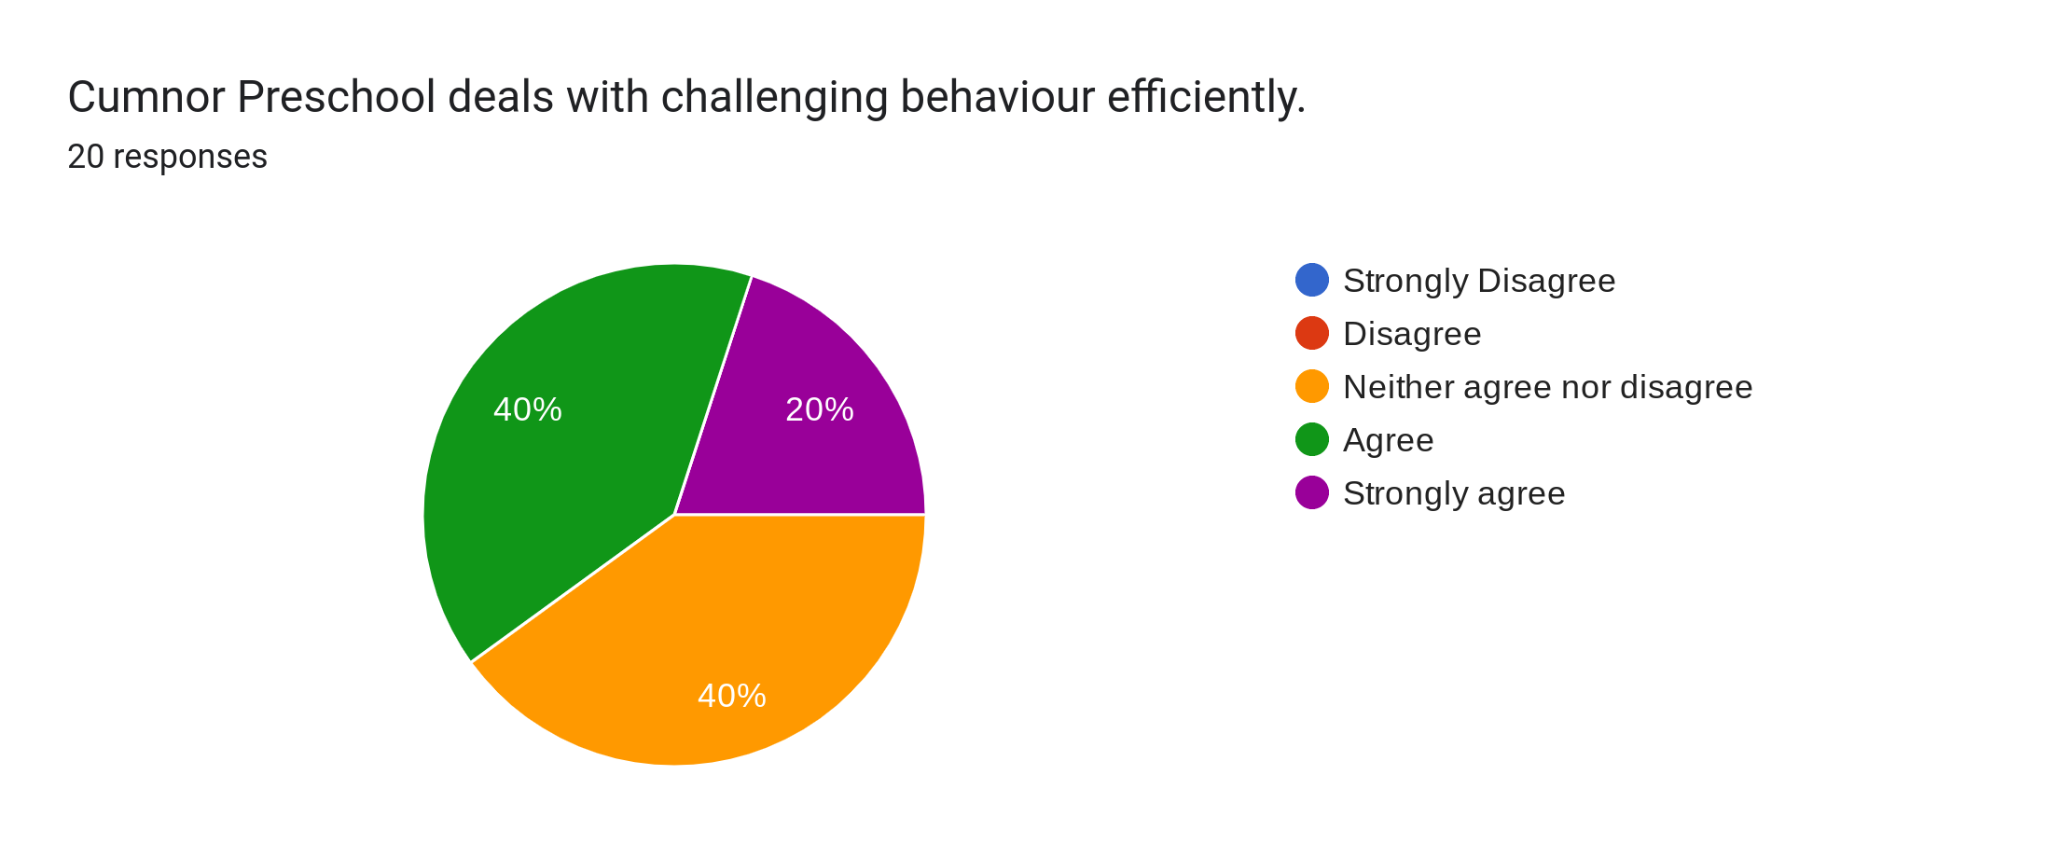 Cumnor Preschool deals with challenging behaviour efficiently.
20 responses
40%
20%
40%
Strongly Disagree
Disagree
Neither agree nor disagree
Agree
Strongly agree